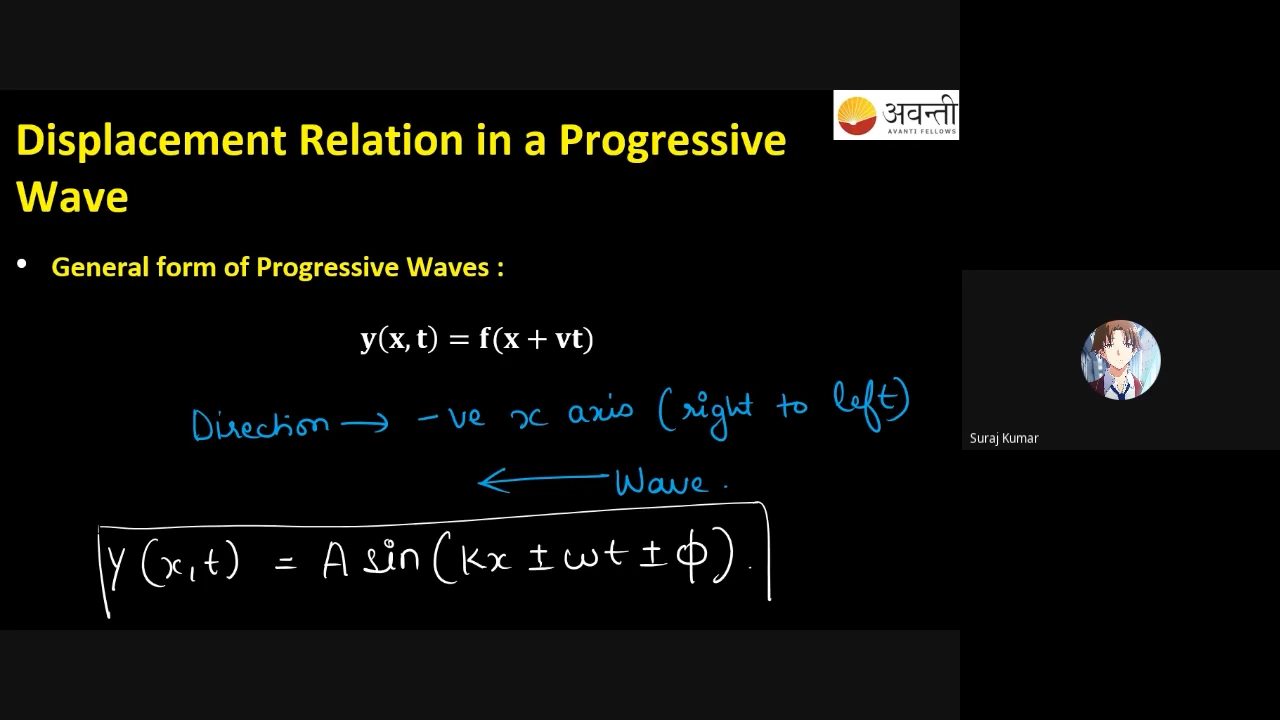 अवन्ती
AVANTI FELLOWS
Displacement Relation in a Progressive
Wave
• General form of Progressive Waves :
y(x, t) = f(x + vt)
Direction → -ve x axis (right to left)
← Wave .
Y(x,t) = A sin(kx ± ωt ± φ).
Suraj Kumar